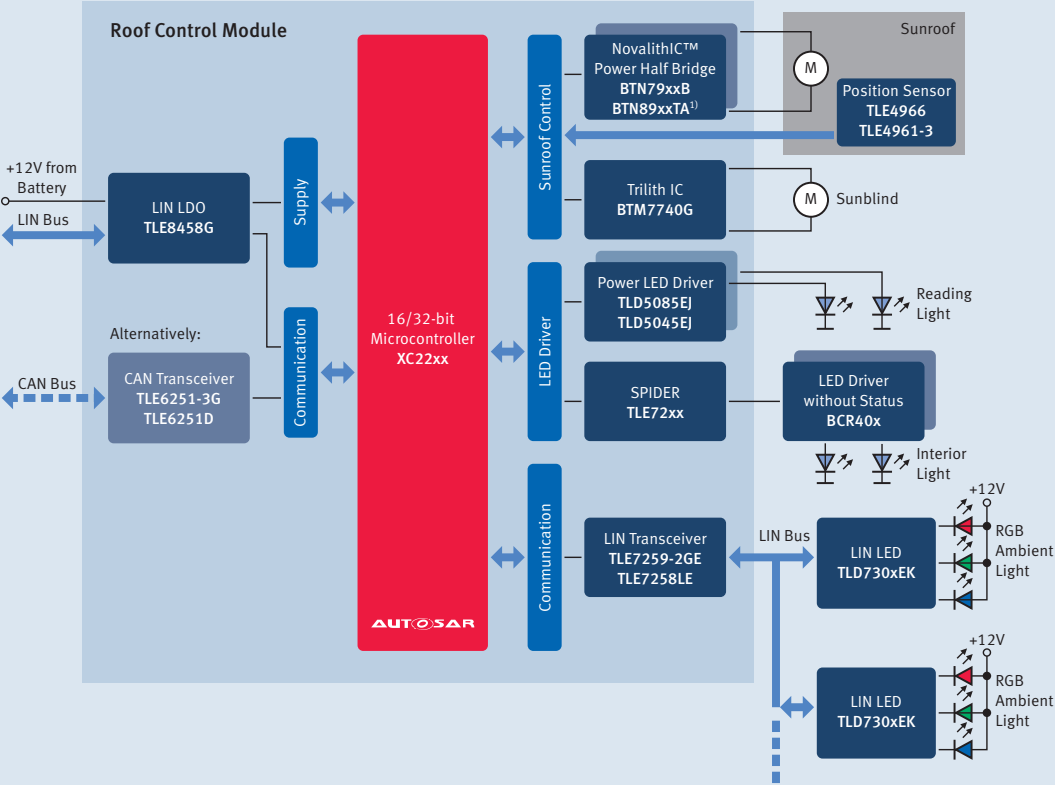 Roof Control Module
+12V from
Battery
LIN Bus
LIN LDO
TLE8458G
Supply
Alternatively:
CAN Bus
CAN Transceiver
TLE6251-3G
TLE6251D
Communication
16/32-bit
Microcontroller
XC22xx
AUTOSAR
Sunroof Control
NovalithIC™
Power Half Bridge
BTN79xxB
BTN89xxTA1)
M
Sunroof
Position Sensor
TLE4966
TLE4961-3
Trilith IC
BTM7740G
M
Sunblind
LED Driver
Power LED Driver
TLD5085EJ
TLD5045EJ
Reading
Light
SPIDER
TLE72xx
LED Driver
without Status
BCR40x
Interior
Light
Communication
LIN Transceiver
TLE7259-2GE
TLE7258LE
LIN Bus
LIN LED
TLD730xEK
+12V
RGB
Ambient
Light
LIN LED
TLD730xEK
+12V
RGB
Ambient
Light